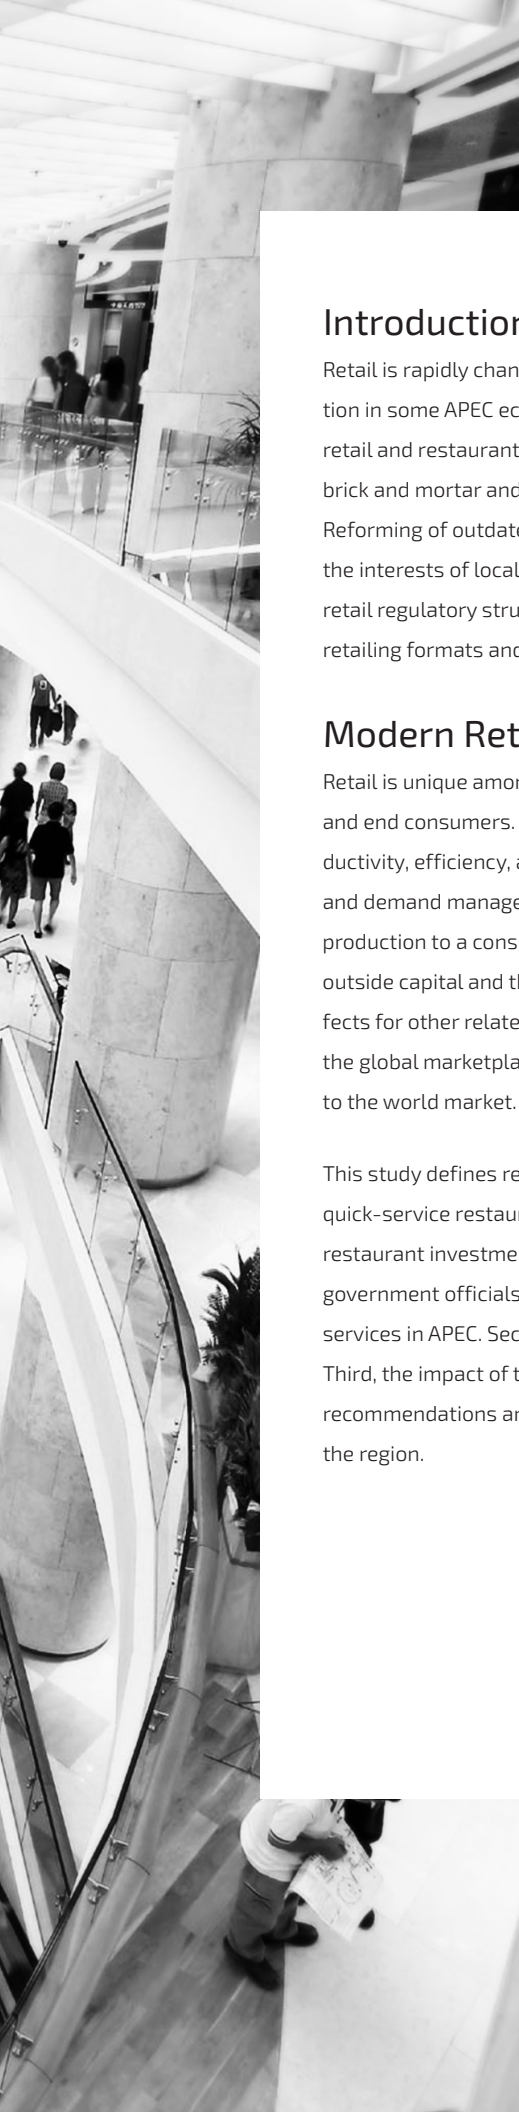 Introduction
Retail is rapidly chan
tion in some APEC ec
retail and restaurant
brick and mortar and
Reforming of outdate
the interests of local
retail regulatory stru
retailing formats and
Modern Ret
Retail is unique amon
and end consumers.
ductivity, efficiency, a
and demand manage
production to a cons
outside capital and th
fects for other relate
the global marketpla
to the world market.
This study defines re
quick-service restaur
restaurant investme
government officials
services in APEC. Sec
Third, the impact of t
recommendations an
the region.